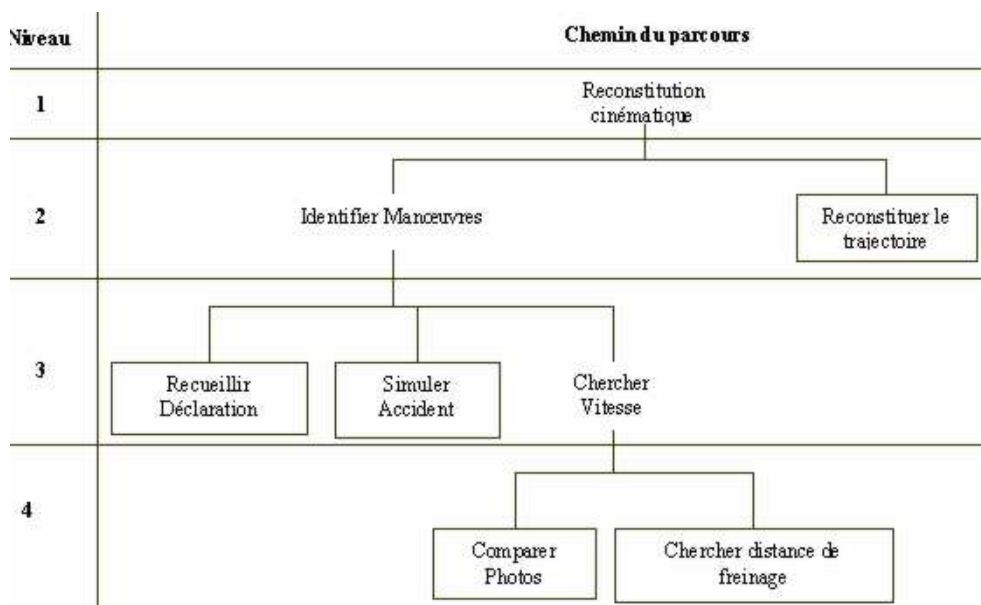 Niveau
Chemin du parcours
1
Reconstitution
cinématique
2
Identifier Manœuvres
Reconstituer le
trajectoire
3
Recueillir
Déclaration
Simuler
Accident
Chercher
Vitesse
4
Comparer
Photos
Chercher distance de
freinage